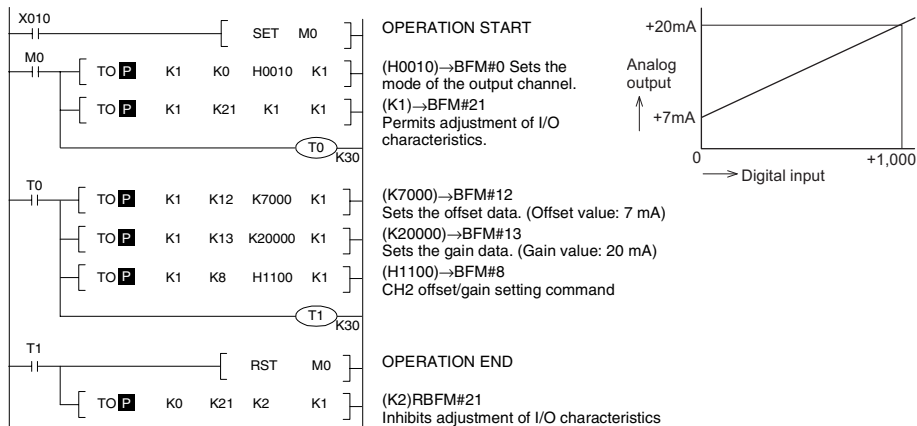 X010
SET M0
OPERATION START
M0
TO P K1 K0 H0010 K1
(H0010)→BFM#0 Sets the
mode of the output channel.
TO P K1 K21 K1 K1
(K1)→BFM#21
Permits adjustment of I/O
characteristics.
T0
K30
T0
TO P K1 K12 K7000 K1
(K7000)→BFM#12
Sets the offset data. (Offset value: 7 mA)
TO P K1 K13 K20000 K1
(K20000)→BFM#13
Sets the gain data. (Gain value: 20 mA)
TO P K1 K8 H1100 K1
(H1100)→BFM#8
CH2 offset/gain setting command
T1
K30
T1
RST M0
OPERATION END
TO P K0 K21 K2 K1
(K2)RBFM#21
Inhibits adjustment of I/O characteristics
+20mA
Analog
output
+7mA
0
+1,000
Digital input